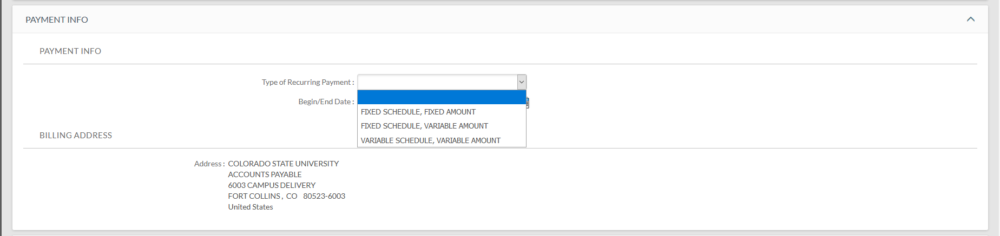 PAYMENT INFO
PAYMENT INFO
Type of Recurring Payment :
Begin/End Date :
FIXED SCHEDULE, FIXED AMOUNT
FIXED SCHEDULE, VARIABLE AMOUNT
VARIABLE SCHEDULE, VARIABLE AMOUNT
BILLING ADDRESS
Address : COLORADO STATE UNIVERSITY
ACCOUNTS PAYABLE
6003 CAMPUS DELIVERY
FORT COLLINS , CO 80523-6003
United States